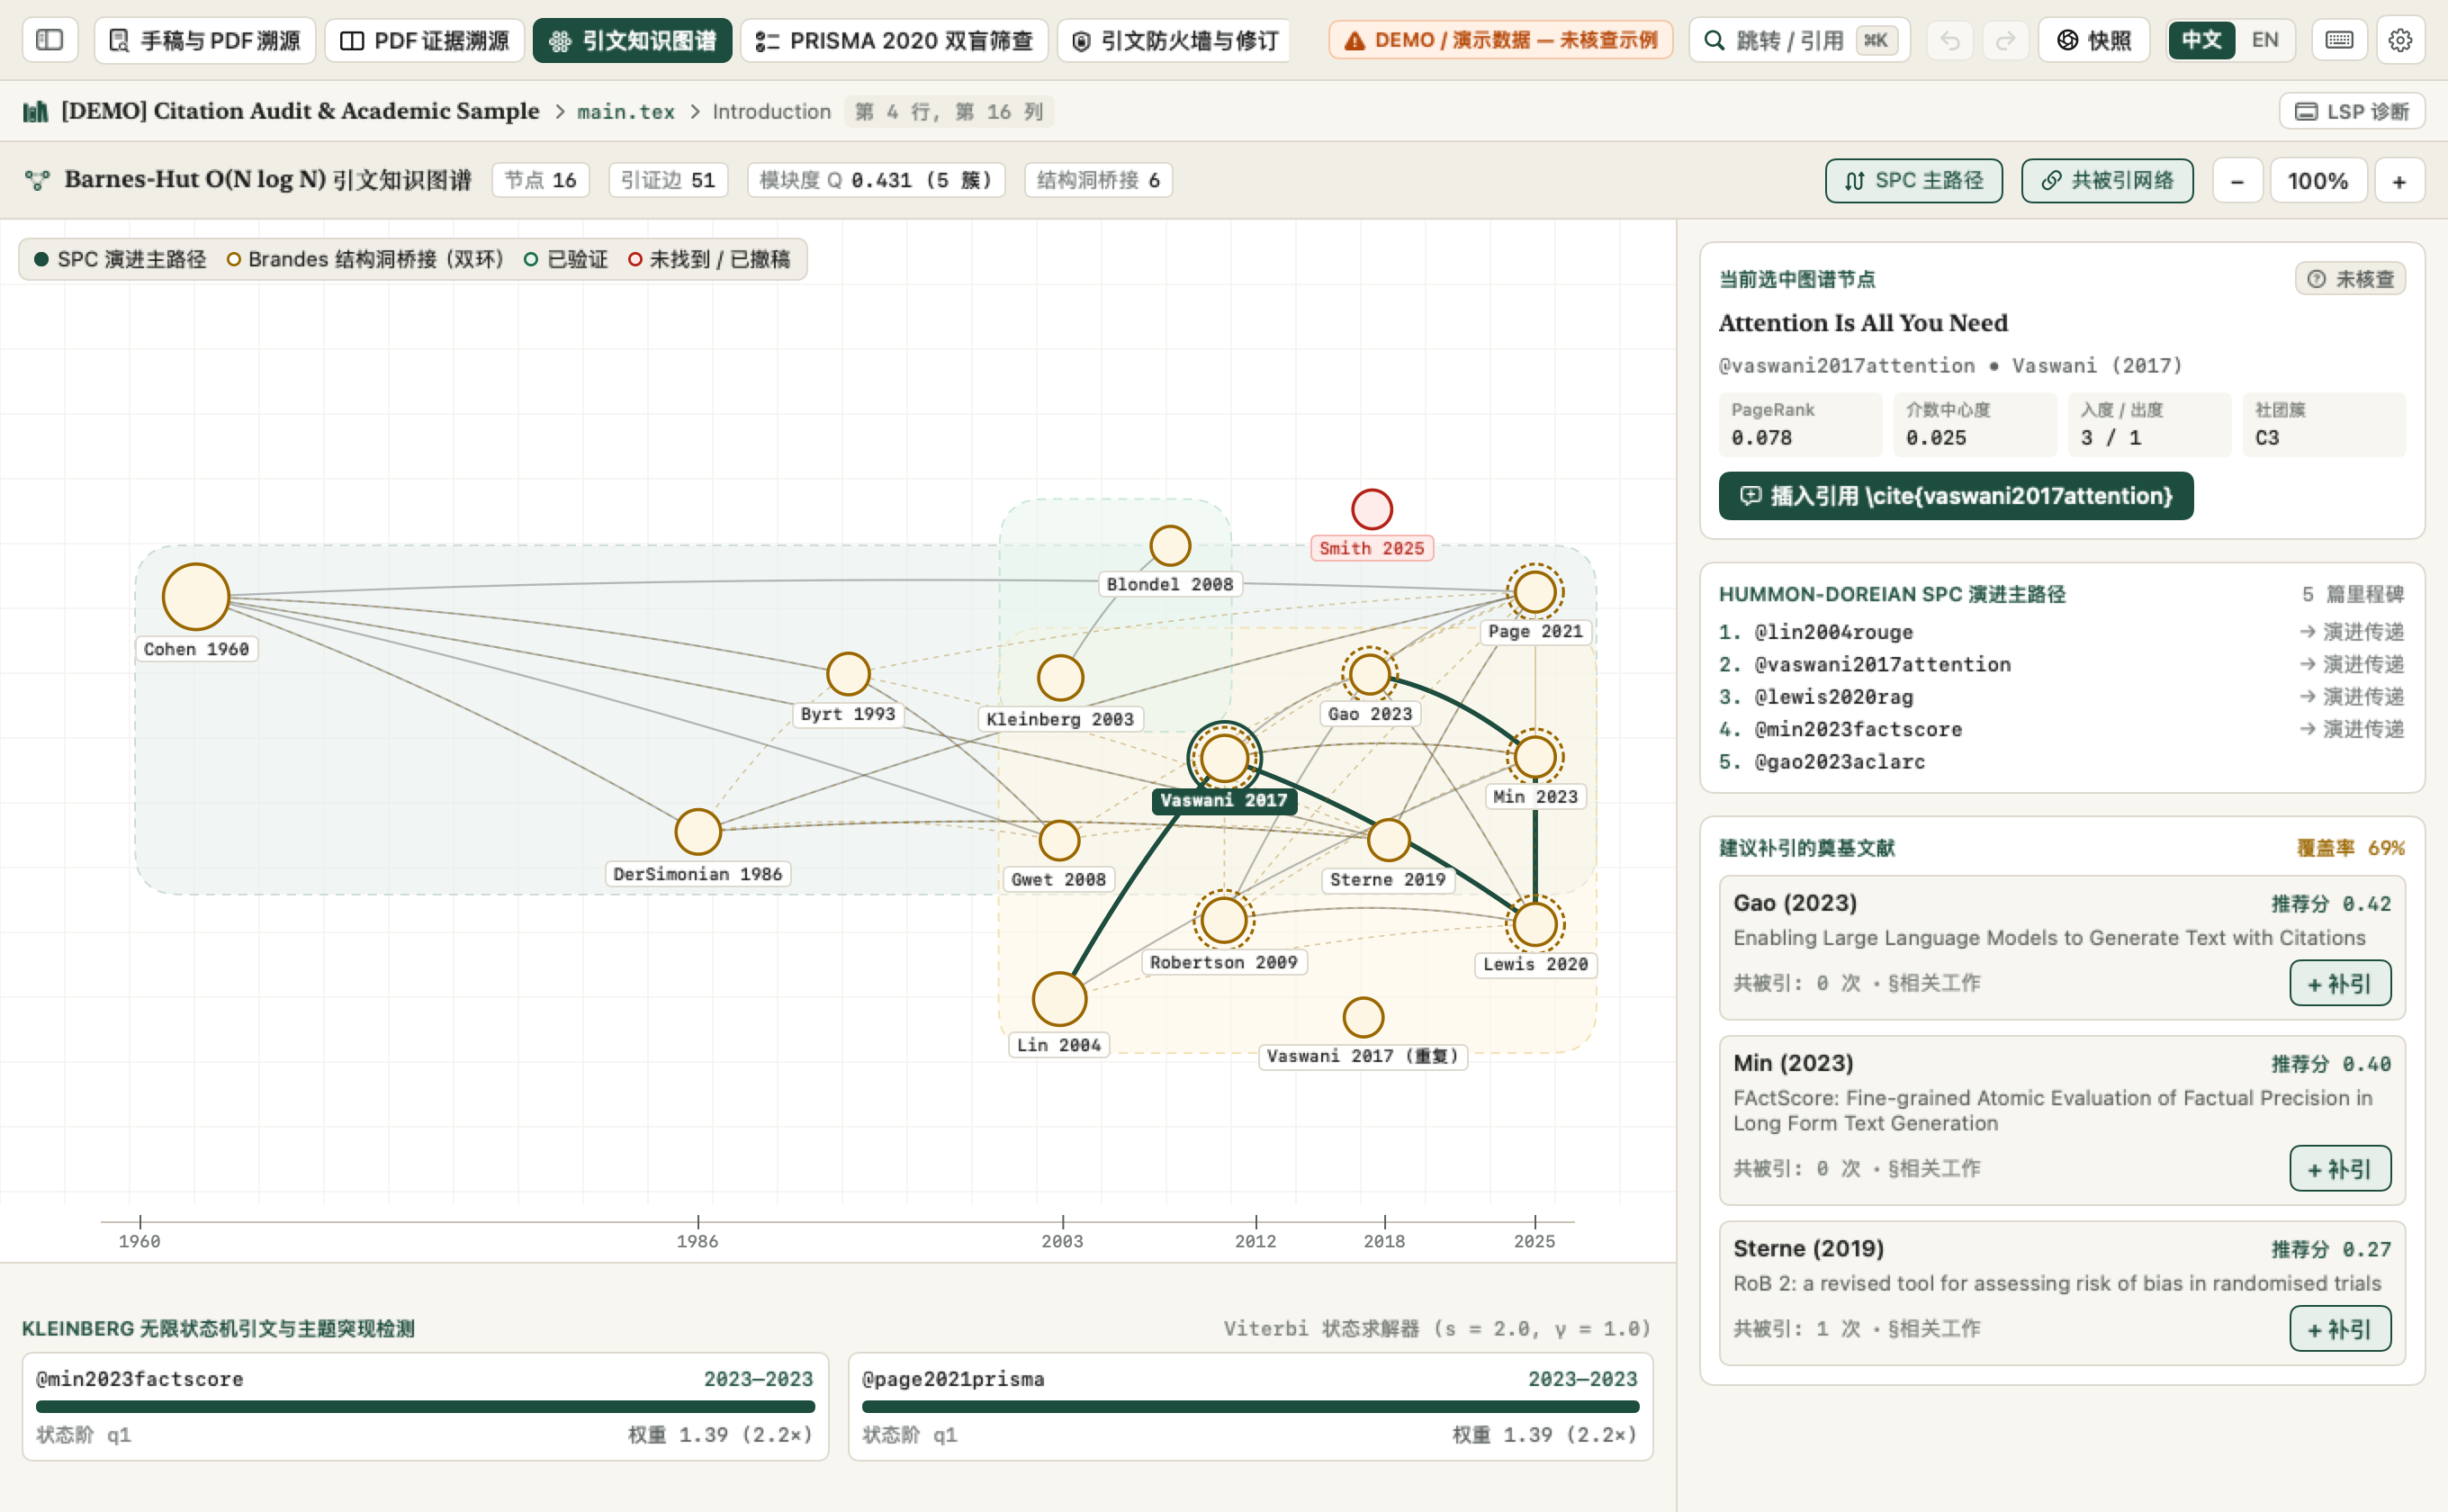 手稿与 PDF 溯源
PDF 证据溯源
引文知识图谱
PRISMA 2020 双盲筛查
引文防火墙与修订
DEMO / 演示数据 — 未核查示例
跳转 / 引用 ⌘K
快照
中文 EN
[DEMO] Citation Audit & Academic Sample > main.tex > Introduction 第 4 行, 第 16 列
LSP 诊断
Barnes-Hut O(N log N) 引文知识图谱
节点 16
引证边 51
模块度 Q 0.431 (5 簇)
结构洞桥接 6
SPC 主路径
共被引网络
− 100% +
SPC 演进主路径
Brandes 结构洞桥接（双环）
已验证
未找到 / 已撤稿
Smith 2025
Blondel 2008
Page 2021
Cohen 1960
Byrt 1993
Kleinberg 2003
Gao 2023
Vaswani 2017
Min 2023
DerSimonian 1986
Gwet 2008
Sterne 2019
Robertson 2009
Lewis 2020
Lin 2004
Vaswani 2017 (重复)
1960 1986 2003 2012 2018 2025
KLEINBERG 无限状态机引文与主题突现检测
Viterbi 状态求解器 (s = 2.0, γ = 1.0)
@min2023factscore 2023—2023
状态阶 q1 权重 1.39 (2.2×)
@page2021prisma 2023—2023
状态阶 q1 权重 1.39 (2.2×)
当前选中图谱节点
未核查
Attention Is All You Need
@vaswani2017attention • Vaswani (2017)
PageRank
0.078
介数中心度
0.025
入度 / 出度
3 / 1
社团簇
C3
插入引用 \cite{vaswani2017attention}
HUMMON-DOREIAN SPC 演进主路径
5 篇里程碑
1. @lin2004rouge → 演进传递
2. @vaswani2017attention → 演进传递
3. @lewis2020rag → 演进传递
4. @min2023factscore → 演进传递
5. @gao2023aclarc
建议补引的奠基文献
覆盖率 69%
Gao (2023) 推荐分 0.42
Enabling Large Language Models to Generate Text with Citations
共被引: 0 次 · §相关工作
+ 补引
Min (2023) 推荐分 0.40
FActScore: Fine-grained Atomic Evaluation of Factual Precision in
Long Form Text Generation
共被引: 0 次 · §相关工作
+ 补引
Sterne (2019) 推荐分 0.27
RoB 2: a revised tool for assessing risk of bias in randomised trials
共被引: 1 次 · §相关工作
+ 补引